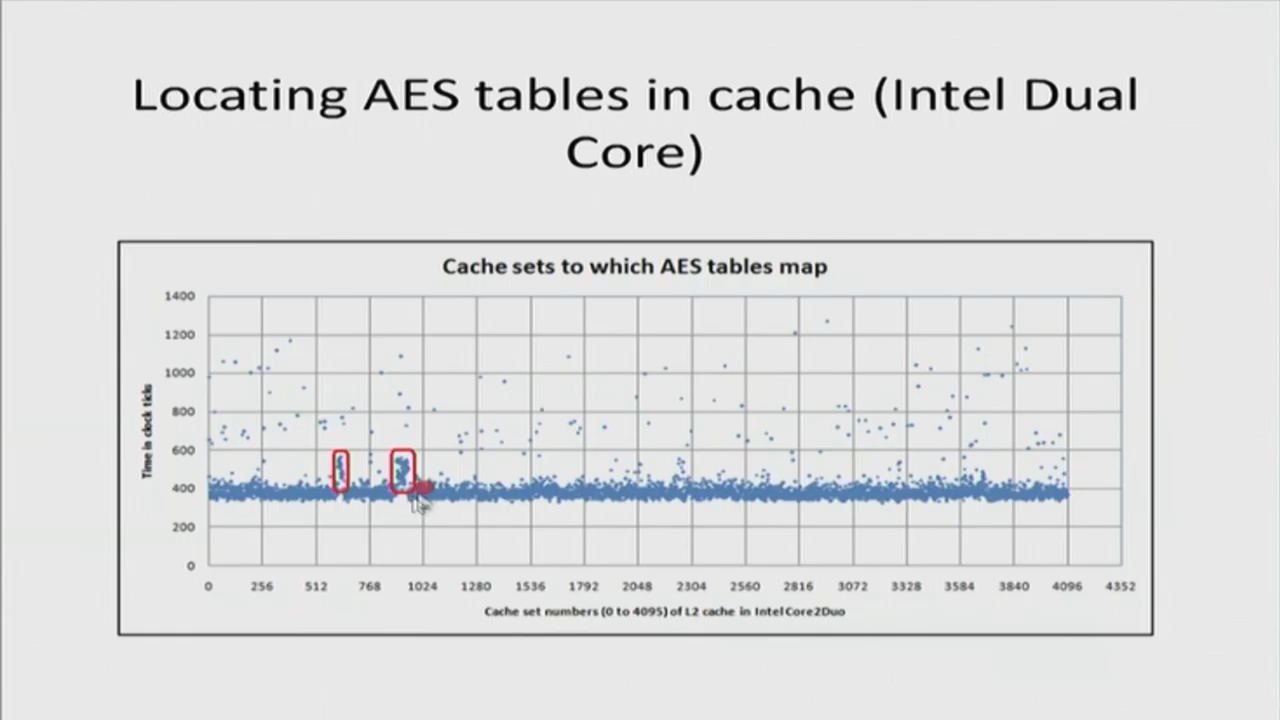 Locating AES tables in cache (Intel Dual
Core)
Cache sets to which AES tables map
Time in clock ticks
1400
1200
1000
800
600
400
200
0
0 256 512 768 1024 1280 1536 1792 2048 2304 2560 2816 3072 3328 3584 3840 4096 4352
Cache set numbers (0 to 4095) of L2 cache in Intel Core2Duo